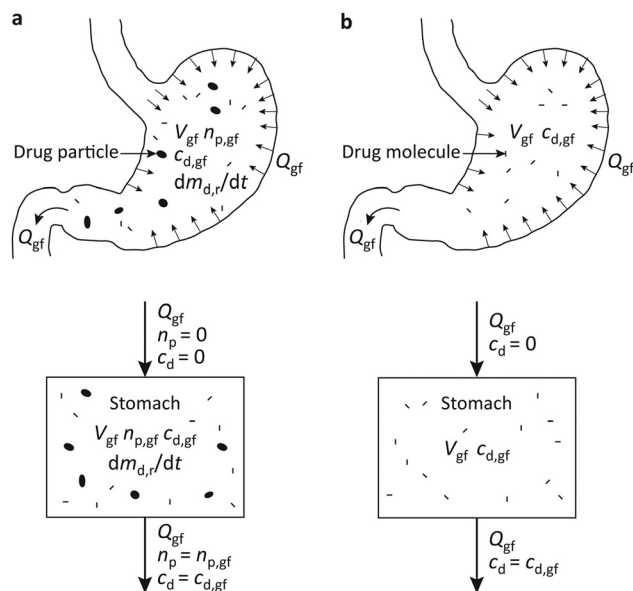 a
V_gf n_p,gf
Drug particle
c_d,gf
dm_d,r/dt
Q_gf
Q_gf
Q_gf
n_p = 0
c_d = 0
Stomach
V_gf n_p,gf c_d,gf
dm_d,r/dt
Q_gf
n_p = n_p,gf
c_d = c_d,gf
b
V_gf c_d,gf
Drug molecule
Q_gf
Q_gf
Q_gf
c_d = 0
Stomach
V_gf c_d,gf
Q_gf
c_d = c_d,gf